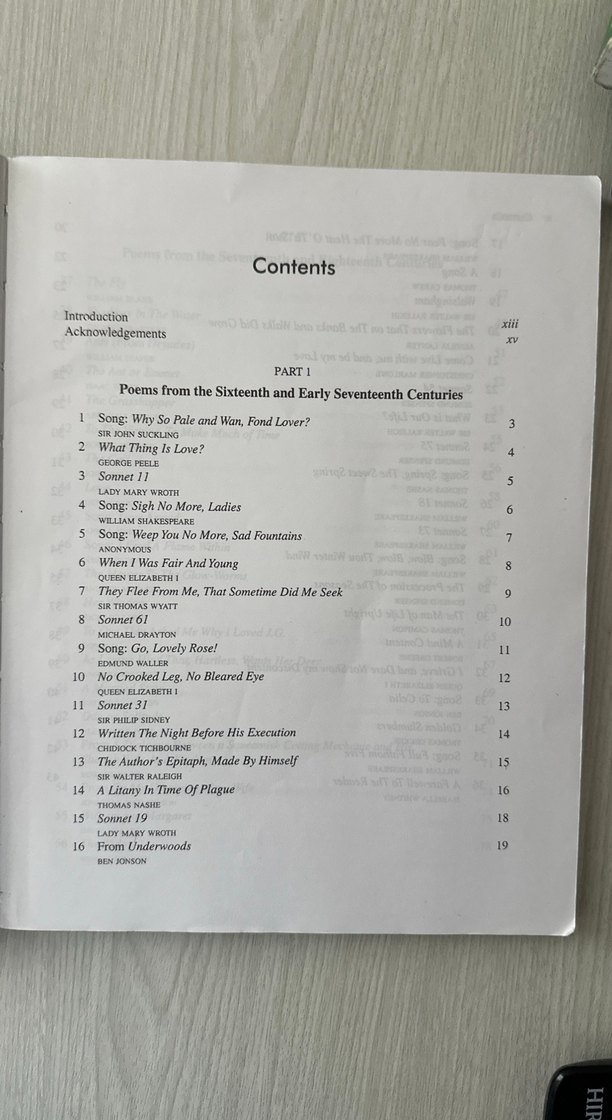 Contents
Introduction xiii
Acknowledgements xv
PART 1
Poems from the Sixteenth and Early Seventeenth Centuries
1 Song: Why So Pale and Wan, Fond Lover? 3
SIR JOHN SUCKLING
2 What Thing Is Love? 4
GEORGE PEELE
3 Sonnet 11 5
LADY MARY WROTH
4 Song: Sigh No More, Ladies 6
WILLIAM SHAKESPEARE
5 Song: Weep You No More, Sad Fountains 7
ANONYMOUS
6 When I Was Fair And Young 8
QUEEN ELIZABETH I
7 They Flee From Me, That Sometime Did Me Seek 9
SIR THOMAS WYATT
8 Sonnet 61 10
MICHAEL DRAYTON
9 Song: Go, Lovely Rose! 11
EDMUND WALLER
10 No Crooked Leg, No Bleared Eye 12
QUEEN ELIZABETH I
11 Sonnet 31 13
SIR PHILIP SIDNEY
12 Written The Night Before His Execution 14
CHIDIOCK TICHBOURNE
13 The Author's Epitaph, Made By Himself 15
SIR WALTER RALEIGH
14 A Litany In Time Of Plague 16
THOMAS NASHE
15 Sonnet 19 18
LADY MARY WROTH
16 From Underwoods 19
BEN JONSON